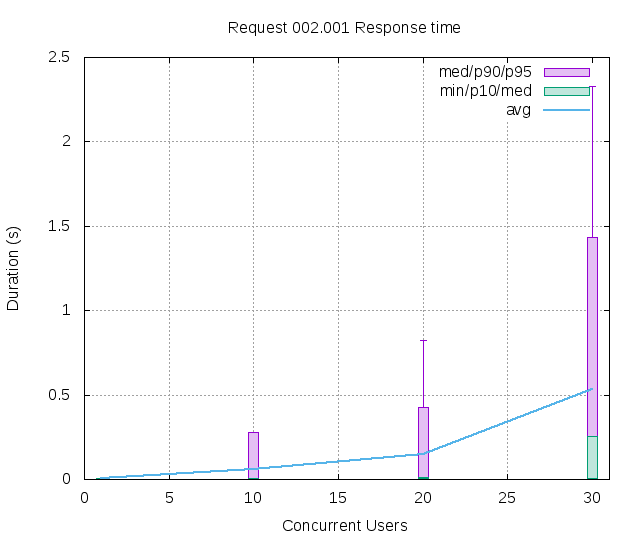 Request 002.001 Response time
med/p90/p95
min/p10/med
avg
2.5
2
1.5
1
0.5
0
Duration (s)
0 5 10 15 20 25 30
Concurrent Users